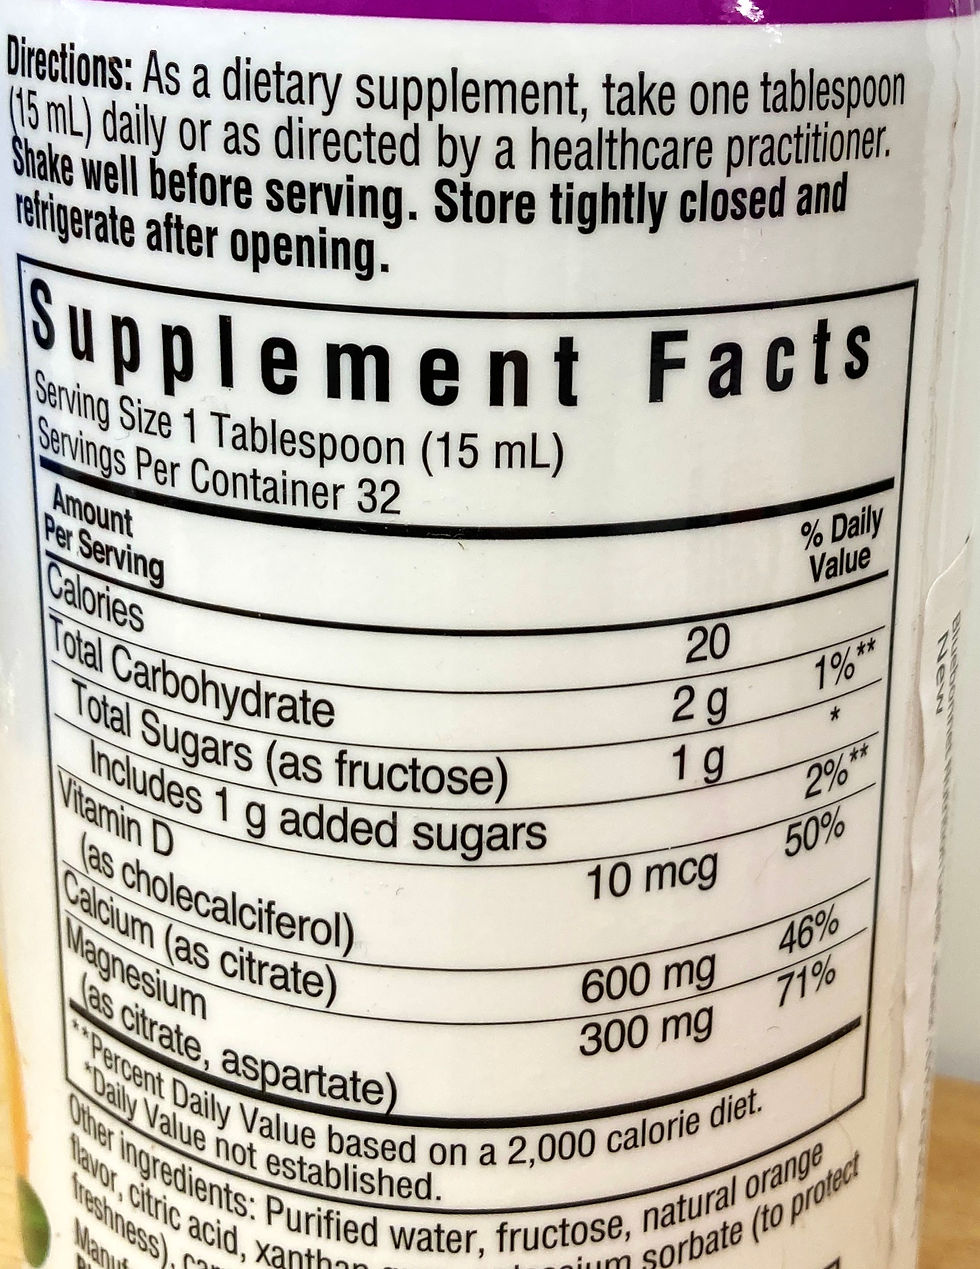 Directions: As a dietary supplement, take one tablespoon
(15 mL) daily or as directed by a healthcare practitioner.
Shake well before serving. Store tightly closed and
refrigerate after opening.
Supplement Facts
Serving Size 1 Tablespoon (15 mL)
Servings Per Container 32
Amount
Per Serving
% Daily
Value
Calories 20
Total Carbohydrate 2 g 1%**
Total Sugars (as fructose) 1 g *
Includes 1 g added sugars 2%**
Vitamin D
(as cholecalciferol) 10 mcg 50%
Calcium (as citrate) 600 mg 46%
Magnesium
(as citrate, aspartate) 300 mg 71%
**Percent Daily Value based on a 2,000 calorie diet.
*Daily Value not established.
Other ingredients: Purified water, fructose, natural orange
flavor, citric acid, sorbate (to protect
freshness),
New